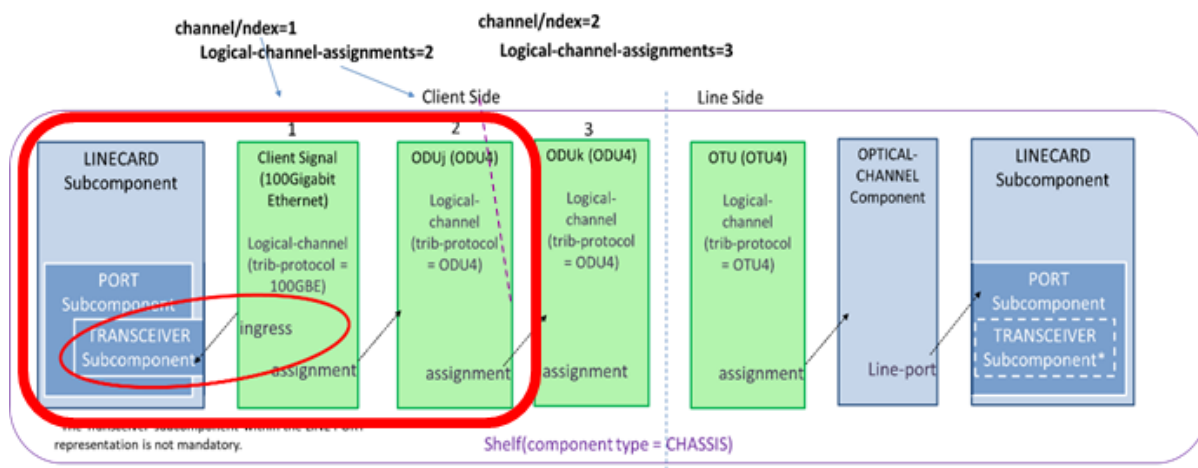 channel/ndex=1
Logical-channel-assignments=2
channel/ndex=2
Logical-channel-assignments=3
Client Side
Line Side
1
2
3
LINECARD
Subcomponent
PORT
Subcomponent
TRANSCEIVER
Subcomponent
Client Signal
(100Gigabit
Ethernet)
Logical-channel
(trib-protocol =
100GBE)
ingress
assignment
ODUj (ODU4)
Logical-
channel
(trib-protocol
= ODU4)
assignment
ODUk (ODU4)
Logical-
channel
(trib-protocol
= ODU4)
assignment
OTU (OTU4)
Logical-
channel
(trib-protocol
= OTU4)
assignment
OPTICAL-
CHANNEL
Component
Line-port
LINECARD
Subcomponent
PORT
Subcomponent
TRANSCEIVER
Subcomponent*
representation is not mandatory.
Shelf(component type = CHASSIS)